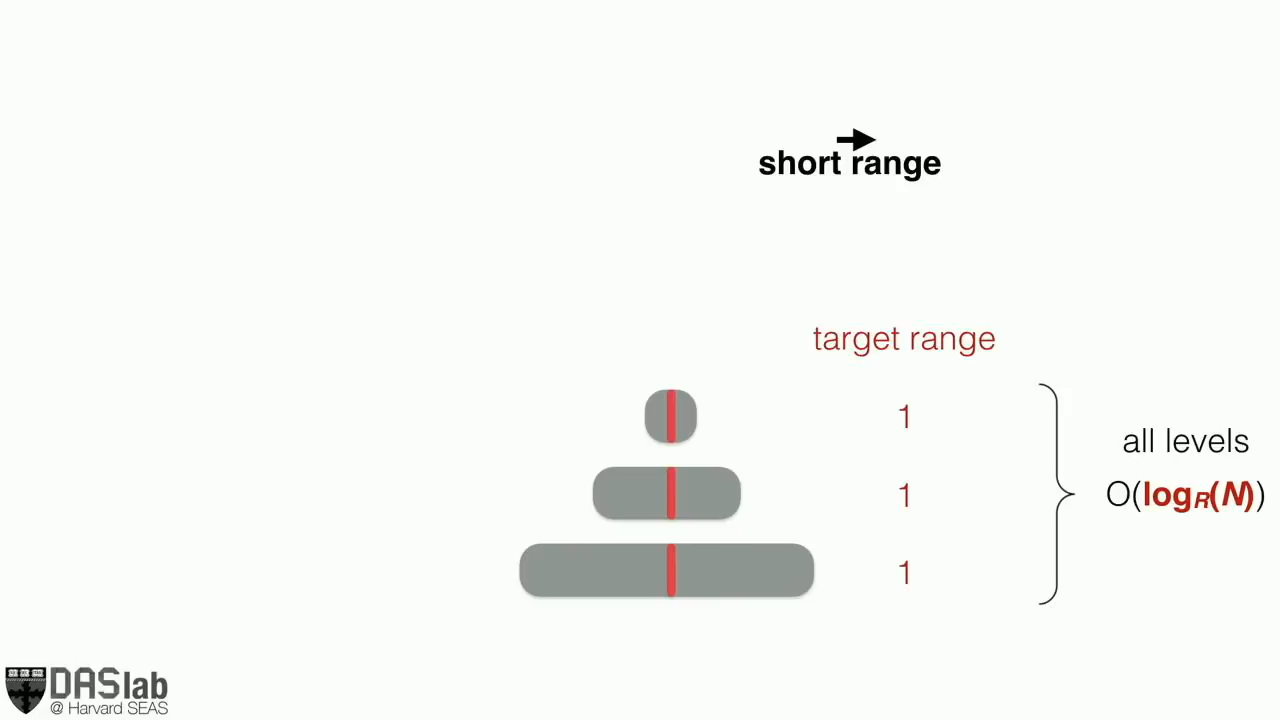 short range
target range
1
1
1
all levels
O(logR(N))
DASlab
@ Harvard SEAS